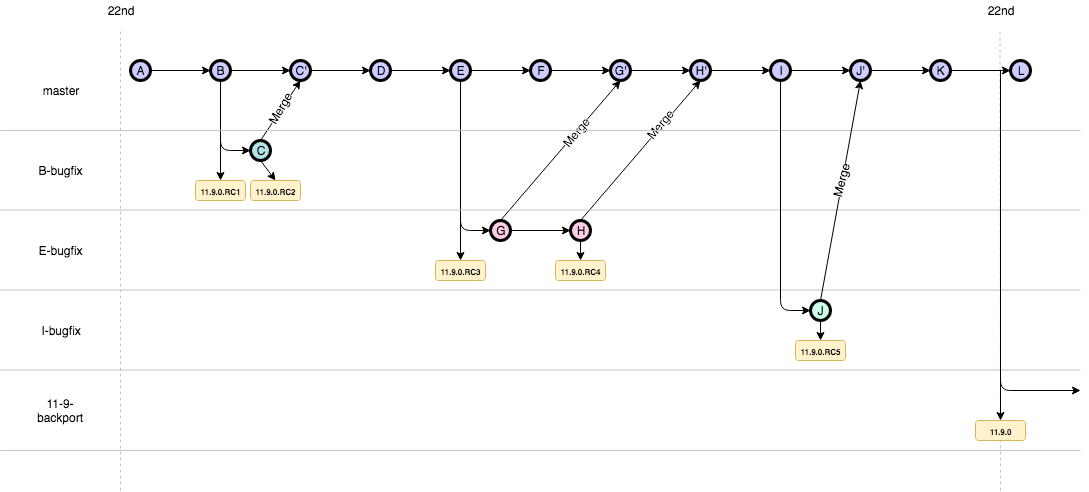 22nd
22nd
A
B
C'
D
E
F
G'
H'
I
J'
K
L
master
Merge
Merge
Merge
Merge
C
B-bugfix
11.9.0.RC1
11.9.0.RC2
G
H
E-bugfix
11.9.0.RC3
11.9.0.RC4
J
I-bugfix
11.9.0.RC5
11-9-
backport
11.9.0